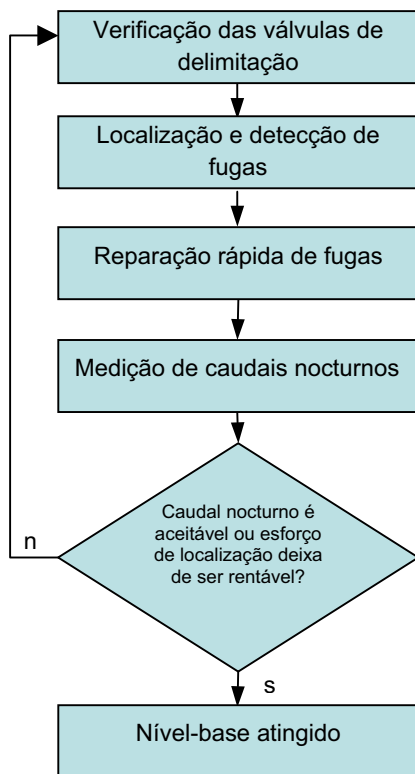 Verificação das válvulas de
delimitação
Localização e detecção de
fugas
Reparação rápida de fugas
Medição de caudais nocturnos
Caudal nocturno é
aceitável ou esforço
de localização deixa
de ser rentável?
n
s
Nível-base atingido